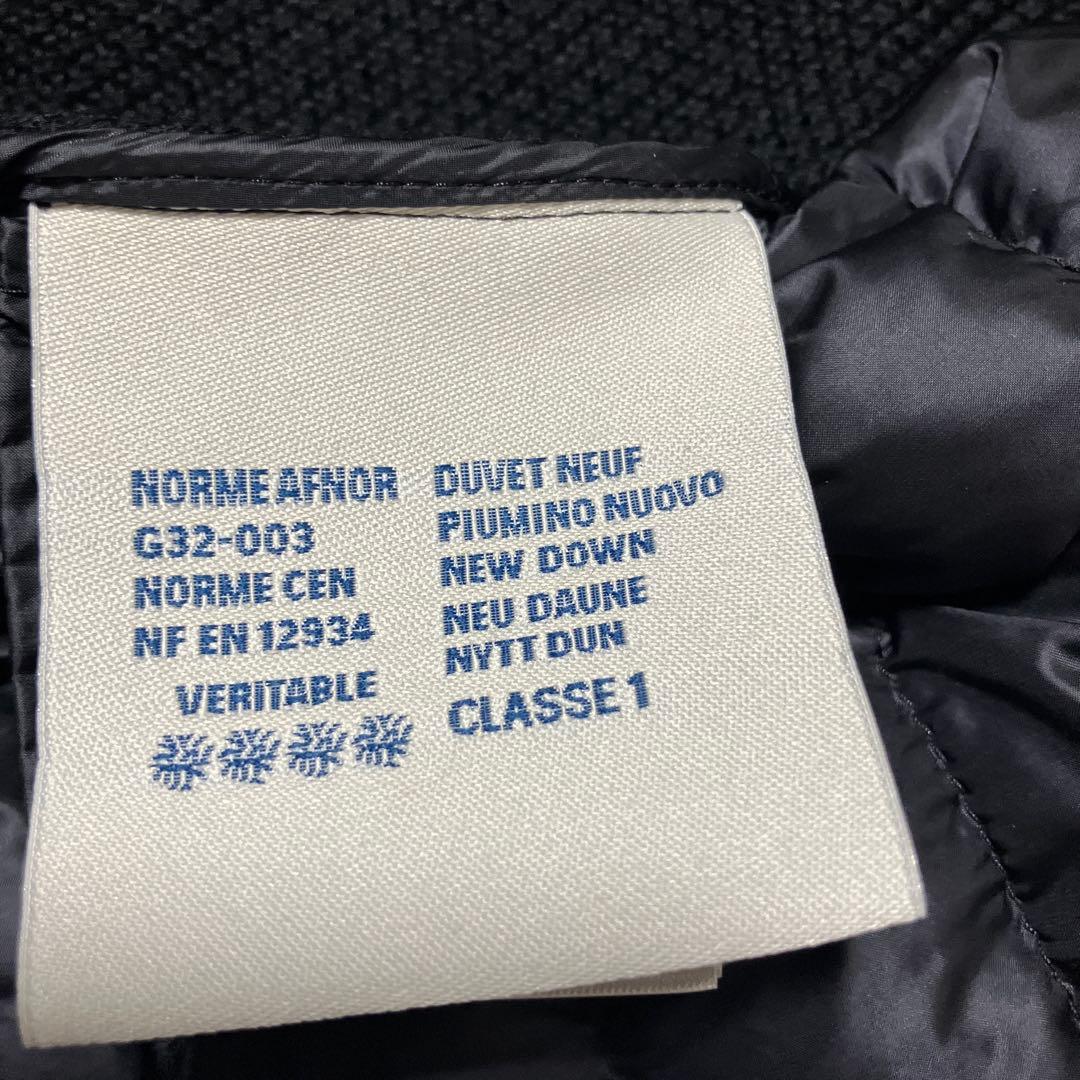 NORME AFNOR
G32-003
NORME CEN
NF EN 12934
VERITABLE
DUVET NEUF
PIUMINO NUOVO
NEW DOWN
NEU DAUNE
NYTT DUN
CLASSE 1